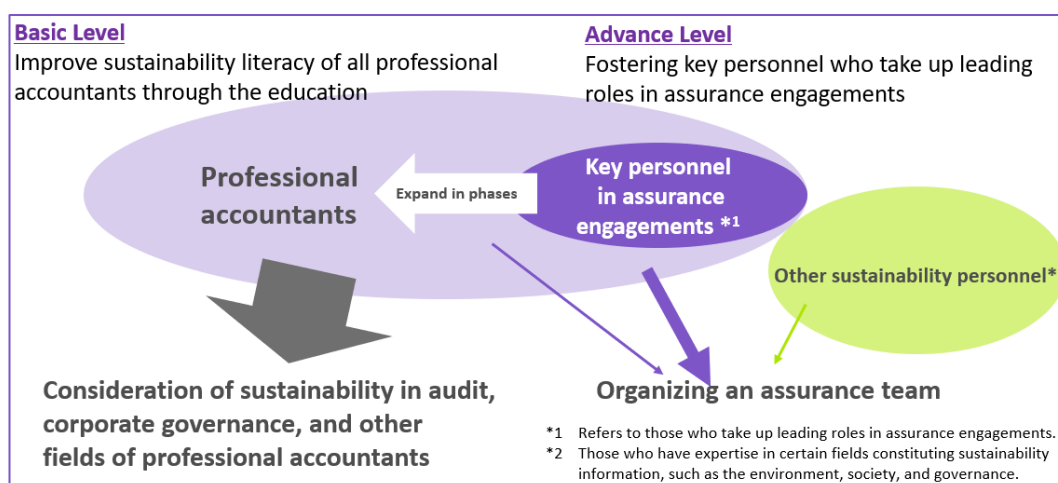 Basic Level
Improve sustainability literacy of all professional
accountants through the education
Advance Level
Fostering key personnel who take up leading
roles in assurance engagements
Professional
accountants
Expand in phases
Key personnel
in assurance
engagements *1
Other sustainability personnel*
Consideration of sustainability in audit,
corporate governance, and other
fields of professional accountants
Organizing an assurance team
*1 Refers to those who take up leading roles in assurance engagements.
*2 Those who have expertise in certain fields constituting sustainability
information, such as the environment, society, and governance.